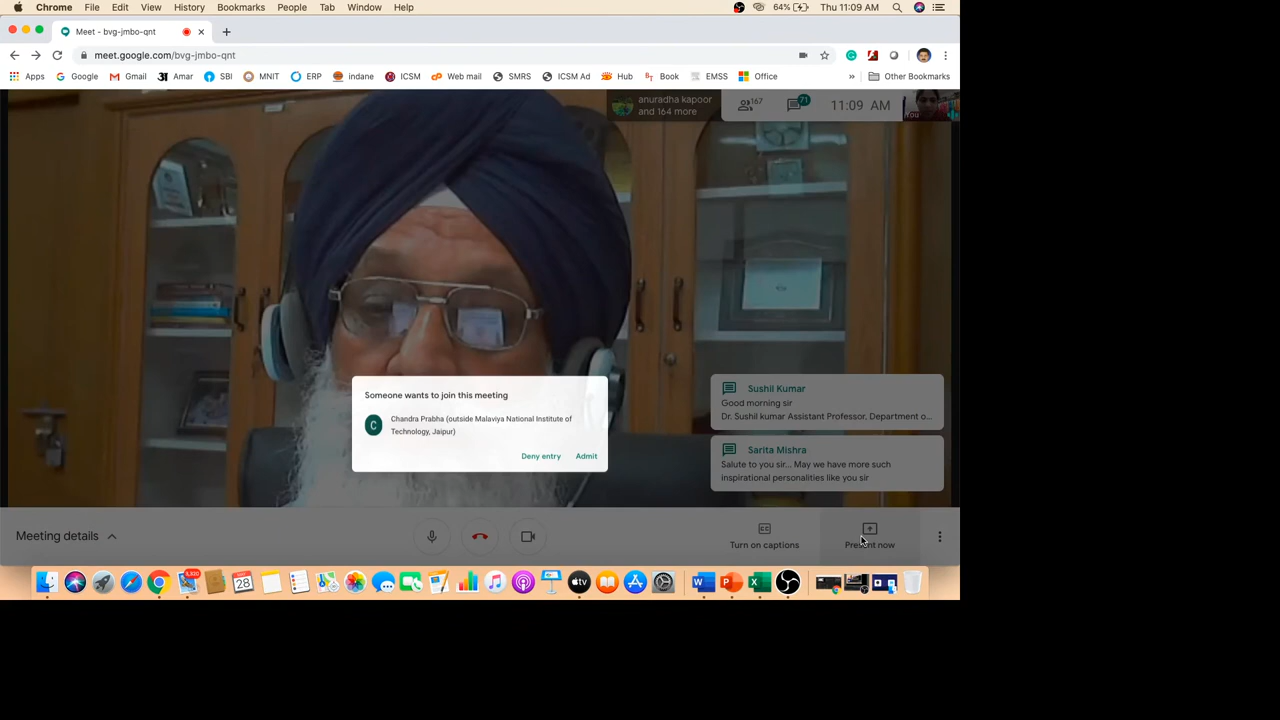 Chrome File Edit View History Bookmarks People Tab Window Help 64% Thu 11:09 AM
Meet - bvg-jmbo-qnt
meet.google.com/bvg-jmbo-qnt
Apps Google Gmail Amar SBI MNIT ERP indane ICSM Web mail SMRS ICSM Ad Hub Book EMSS Office » Other Bookmarks
anuradha kapoor
and 164 more
167
71
11:09 AM
You
Someone wants to join this meeting
C
Chandra Prabha (outside Malaviya National Institute of
Technology, Jaipur)
Deny entry Admit
Sushil Kumar
Good morning sir
Dr. Sushil kumar Assistant Professor, Department o...
Sarita Mishra
Salute to you sir... May we have more such
inspirational personalities like you sir
Meeting details
CC
Turn on captions
Present now
28